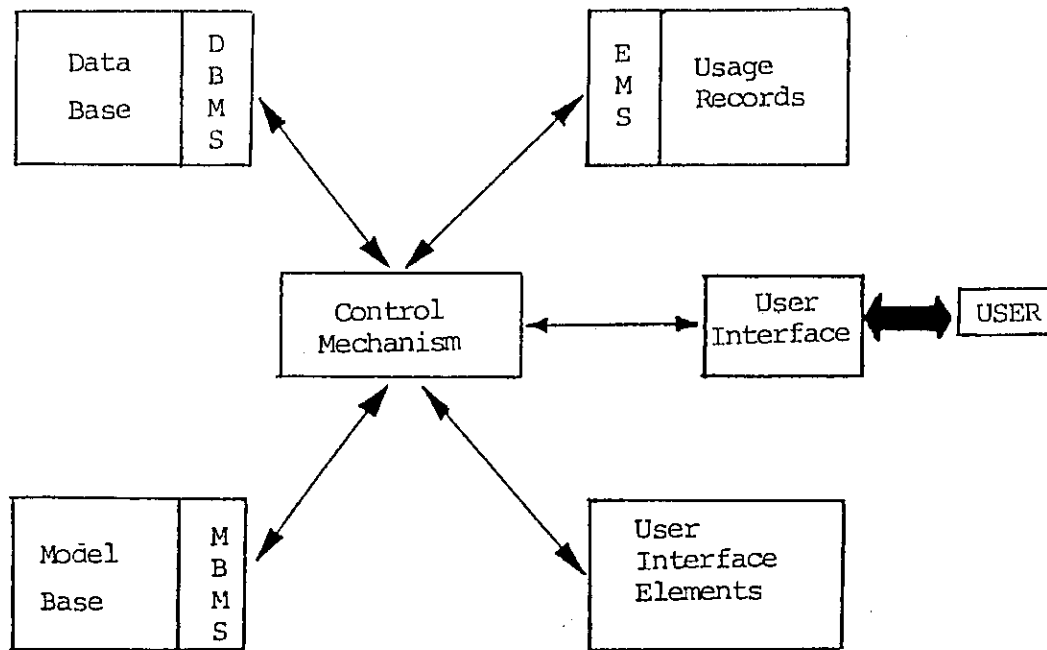 Data
Base
D
B
M
S
E
M
S
Usage
Records
Control
Mechanism
User
Interface
USER
Model
Base
M
B
M
S
User
Interface
Elements